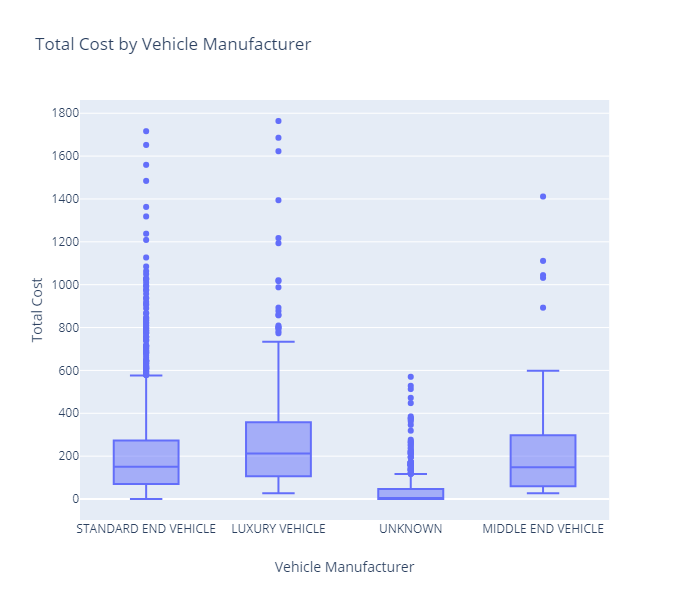 Total Cost by Vehicle Manufacturer
Total Cost
1800
1600
1400
1200
1000
800
600
400
200
0
STANDARD END VEHICLE LUXURY VEHICLE UNKNOWN MIDDLE END VEHICLE
Vehicle Manufacturer